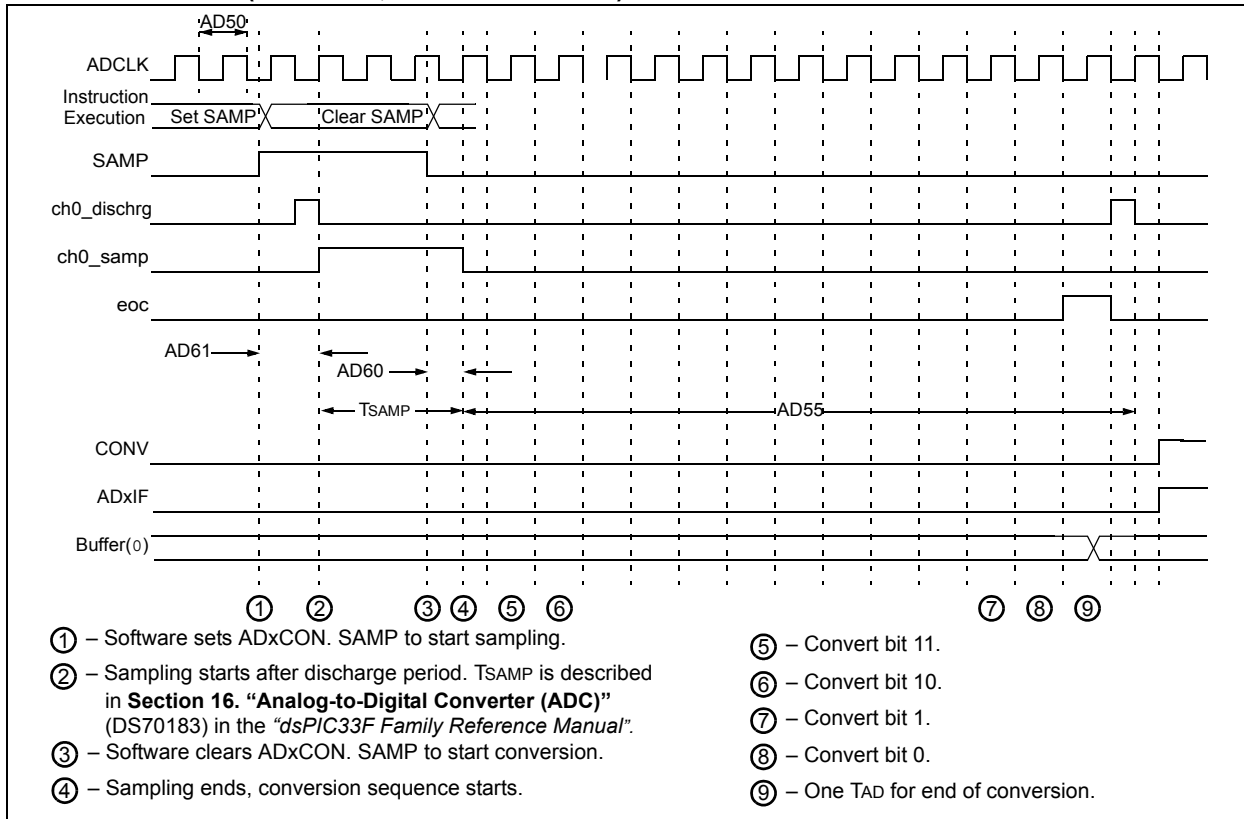 AD50
ADCLK
Instruction
Execution
Set SAMP
Clear SAMP
SAMP
ch0_dischrg
ch0_samp
eoc
AD61
AD60
TSAMP
AD55
CONV
ADxIF
Buffer(0)
1 2 3 4 5 6 7 8 9
1 – Software sets ADxCON. SAMP to start sampling.
2 – Sampling starts after discharge period. TSAMP is described
in Section 16. “Analog-to-Digital Converter (ADC)”
(DS70183) in the “dsPIC33F Family Reference Manual”.
3 – Software clears ADxCON. SAMP to start conversion.
4 – Sampling ends, conversion sequence starts.
5 – Convert bit 11.
6 – Convert bit 10.
7 – Convert bit 1.
8 – Convert bit 0.
9 – One TAD for end of conversion.